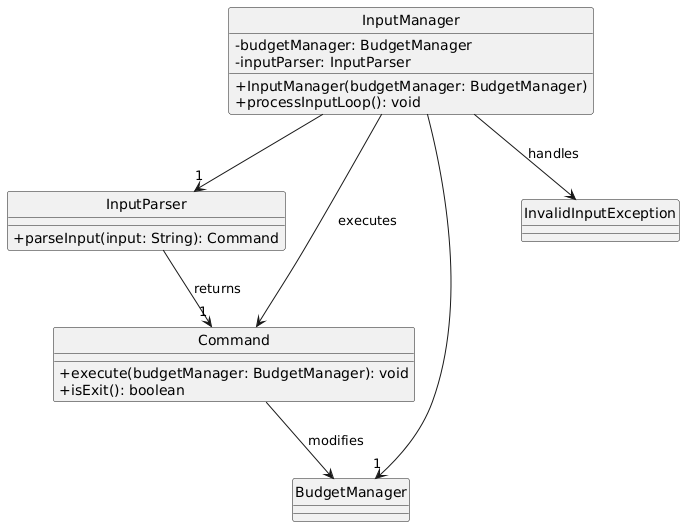 InputManager
-budgetManager: BudgetManager
-inputParser: InputParser
+InputManager(budgetManager: BudgetManager)
+processInputLoop(): void
handles
1
InputParser
+parseInput(input: String): Command
InvalidInputException
executes
returns
1
Command
+execute(budgetManager: BudgetManager): void
+isExit(): boolean
modifies
1
BudgetManager